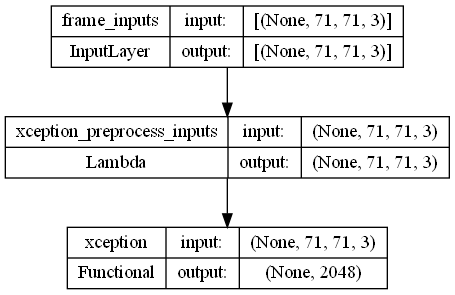 frame_inputs input: [(None, 71, 71, 3)]
InputLayer output: [(None, 71, 71, 3)]
xception_preprocess_inputs input: (None, 71, 71, 3)
Lambda output: (None, 71, 71, 3)
xception input: (None, 71, 71, 3)
Functional output: (None, 2048)